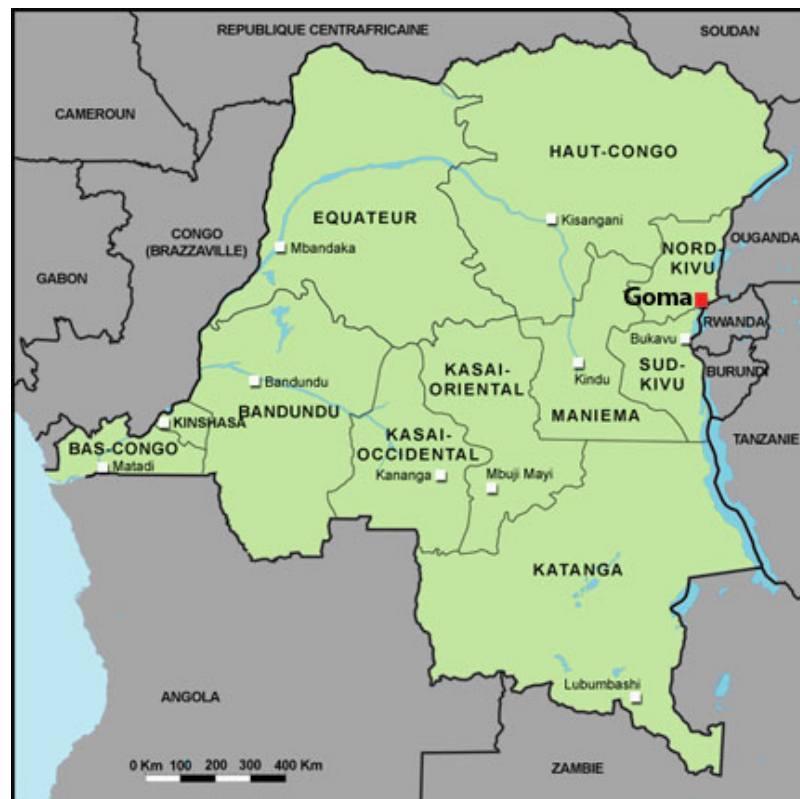 REPUBLIQUE CENTRAFRICAINE
SOUDAN
CAMEROUN
HAUT-CONGO
EQUATEUR
Kisangani
CONGO
(BRAZZAVILLE)
Mbandaka
NORD-
KIVU
OUGANDA
GABON
Goma
RWANDA
Bukavu
KASAI-
ORIENTAL
SUD-
KIVU
BURUNDI
Kindu
Bandundu
BANDUNDU
MANIEMA
KINSHASA
KASAI-
OCCIDENTAL
TANZANIE
BAS-CONGO
Matadi
Kananga
Mbuji Mayi
KATANGA
Lubumbashi
ANGOLA
0 Km 100 200 300 400 Km
ZAMBIE